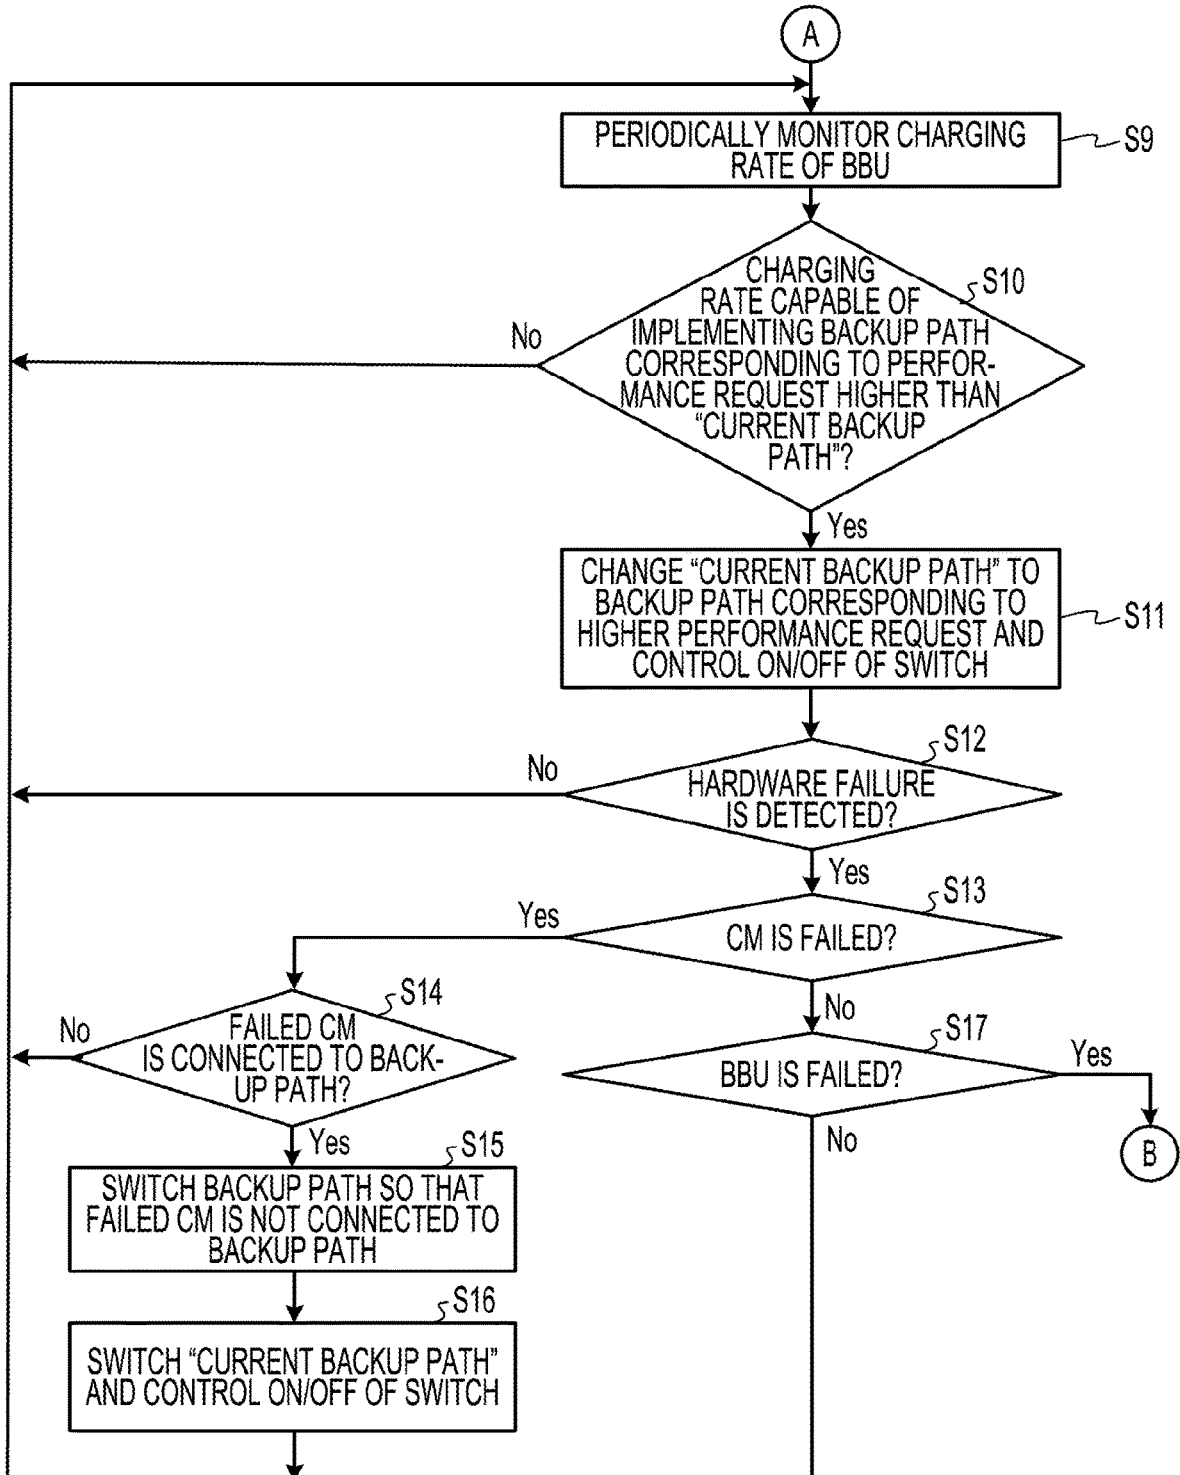 A
PERIODICALLY MONITOR CHARGING
RATE OF BBU
S9
CHARGING
RATE CAPABLE OF
IMPLEMENTING BACKUP PATH
CORRESPONDING TO PERFOR-
MANCE REQUEST HIGHER THAN
"CURRENT BACKUP
PATH"?
S10
No
Yes
CHANGE "CURRENT BACKUP PATH" TO
BACKUP PATH CORRESPONDING TO
HIGHER PERFORMANCE REQUEST AND
CONTROL ON/OFF OF SWITCH
S11
HARDWARE FAILURE
IS DETECTED?
S12
No
Yes
CM IS FAILED?
S13
Yes
No
FAILED CM
IS CONNECTED TO BACK-
UP PATH?
S14
No
Yes
BBU IS FAILED?
S17
Yes
No
B
SWITCH BACKUP PATH SO THAT
FAILED CM IS NOT CONNECTED TO
BACKUP PATH
S15
SWITCH "CURRENT BACKUP PATH"
AND CONTROL ON/OFF OF SWITCH
S16